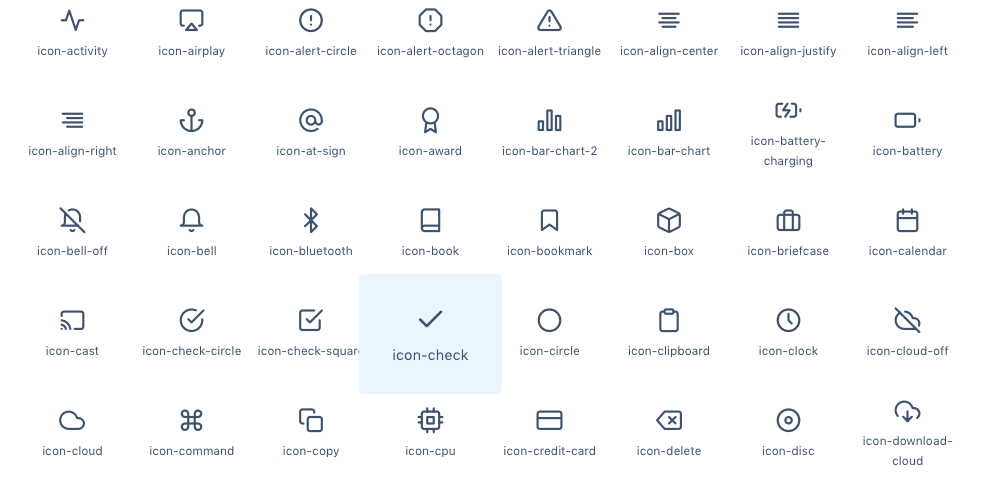 icon-activity
icon-airplay
icon-alert-circle
icon-alert-octagon
icon-alert-triangle
icon-align-center
icon-align-justify
icon-align-left
icon-align-right
icon-anchor
icon-at-sign
icon-award
icon-bar-chart-2
icon-bar-chart
icon-battery-
charging
icon-battery
icon-bell-off
icon-bell
icon-bluetooth
icon-book
icon-bookmark
icon-box
icon-briefcase
icon-calendar
icon-cast
icon-check-circle
icon-check-squar
icon-check
icon-circle
icon-clipboard
icon-clock
icon-cloud-off
icon-cloud
icon-command
icon-copy
icon-cpu
icon-credit-card
icon-delete
icon-disc
icon-download-
cloud